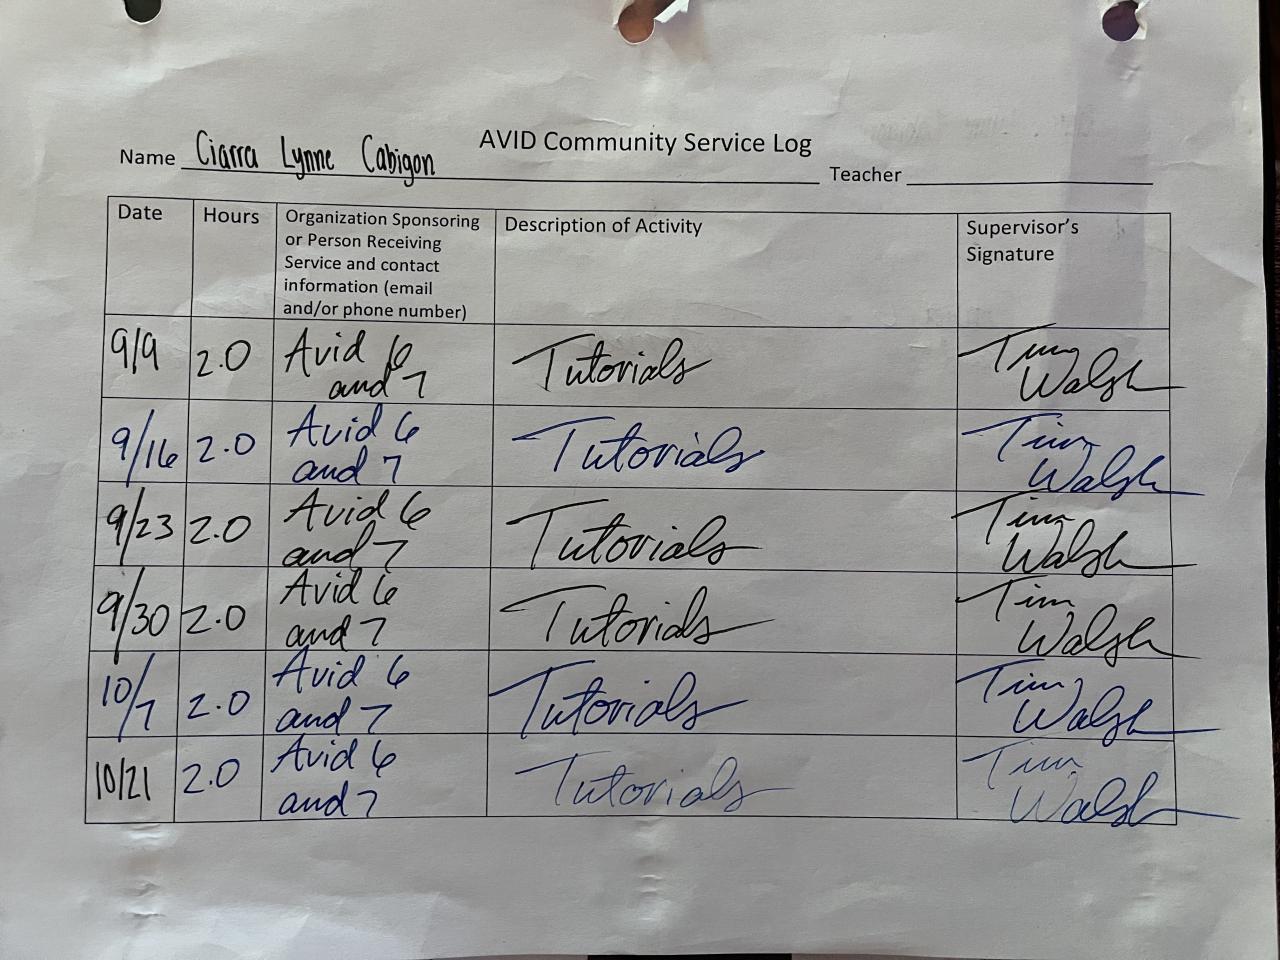 AVID Community Service Log
Name Ciarra Lynne Cabigon
Teacher
Date
Hours
Organization Sponsoring
or Person Receiving
Service and contact
information (email
and/or phone number)
Description of Activity
Supervisor's
Signature
9/9
2.0
Avid 6
and 7
Tutorials
Tim
Walsh
9/16
2.0
Avid 6
and 7
Tutorials
Tim
Walsh
9/23
2.0
Avid 6
and 7
Tutorials
Tim
Walsh
9/30
2.0
Avid 6
and 7
Tutorials
Tim
Walsh
10/7
2.0
Avid 6
and 7
Tutorials
Tim
Walsh
10/21
2.0
Avid 6
and 7
Tutorials
Tim
Walsh